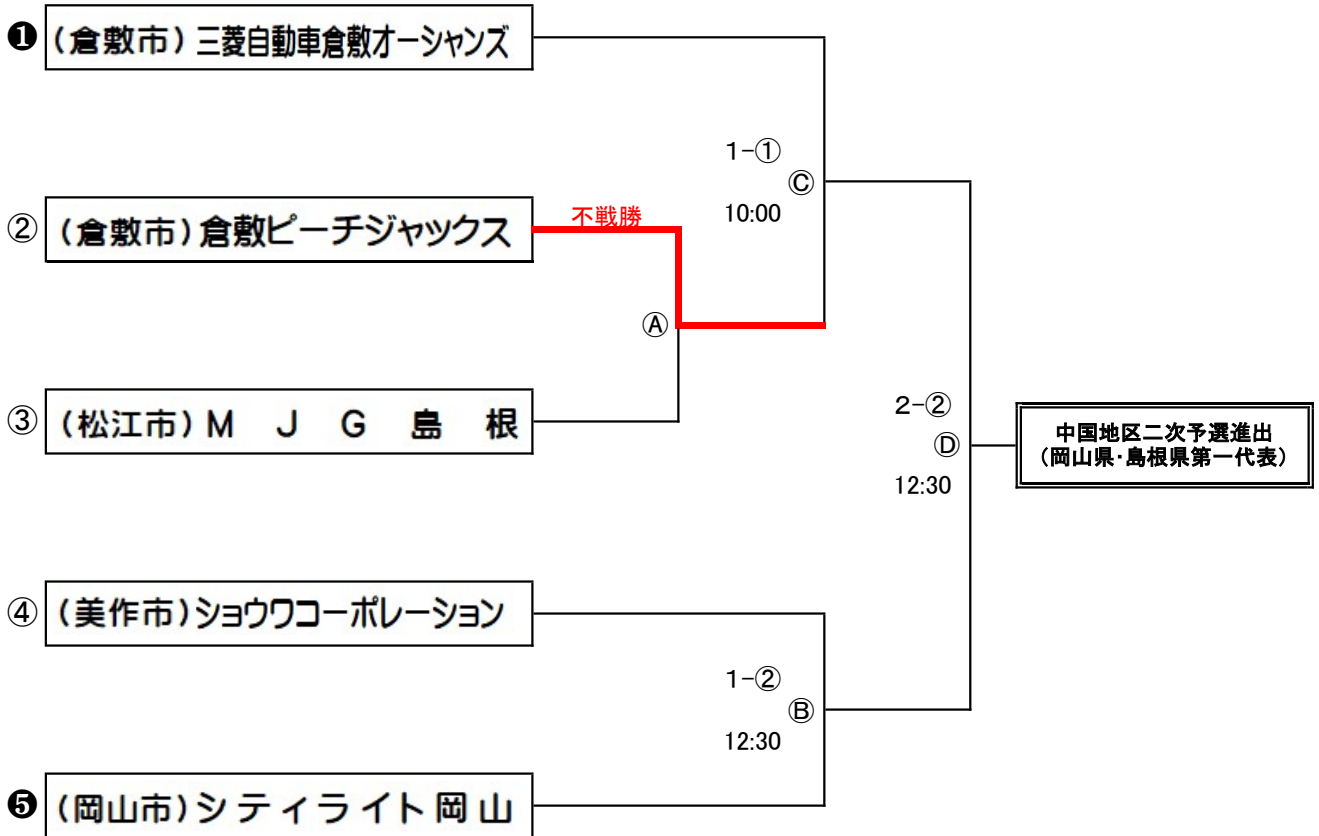 ❶ (倉敷市) 三菱自動車倉敷オーシャンズ
1-①
Ⓒ
10:00
② (倉敷市) 倉敷ピーチジャックス
不戦勝
Ⓐ
③ (松江市) M J G 島 根
2-②
Ⓓ
12:30
中国地区二次予選進出
(岡山県・島根県第一代表)
④ (美作市) ショウワコーポレーション
1-②
Ⓑ
12:30
❺ (岡山市) シティライト岡山